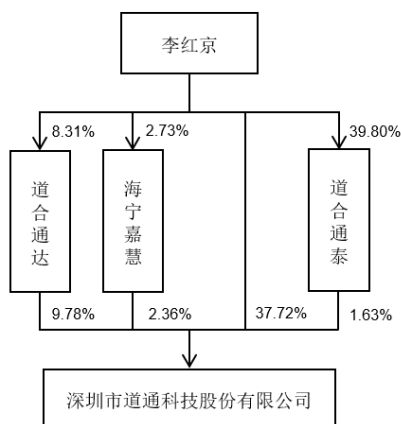 李红京
8.31%
2.73%
39.80%
道合通达
海宁嘉慧
道合通泰
9.78%
2.36%
37.72%
1.63%
深圳市道通科技股份有限公司